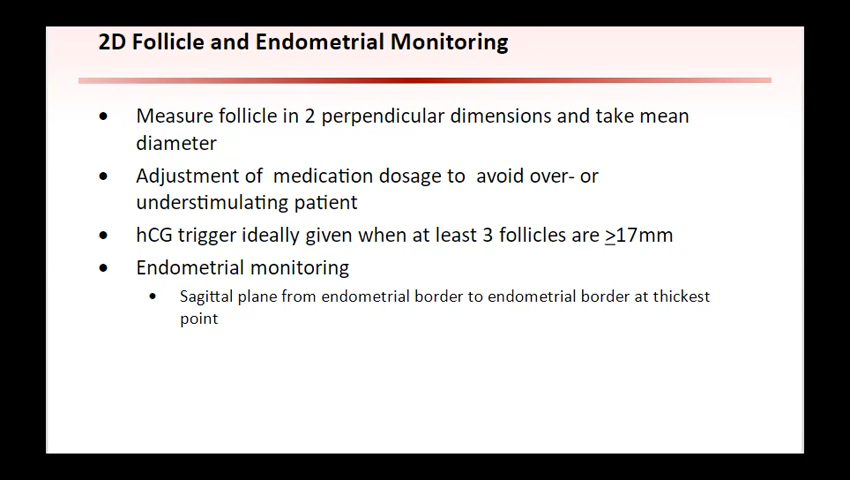 2D Follicle and Endometrial Monitoring
• Measure follicle in 2 perpendicular dimensions and take mean
diameter
• Adjustment of medication dosage to avoid over- or
understimulating patient
• hCG trigger ideally given when at least 3 follicles are ≥17mm
• Endometrial monitoring
• Sagittal plane from endometrial border to endometrial border at thickest
point